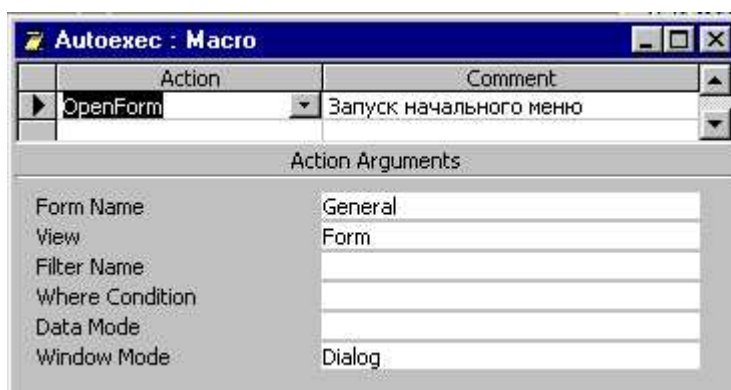 Autoexec : Macro
Action Comment
OpenForm Запуск начального меню
Action Arguments
Form Name General
View Form
Filter Name
Where Condition
Data Mode
Window Mode Dialog